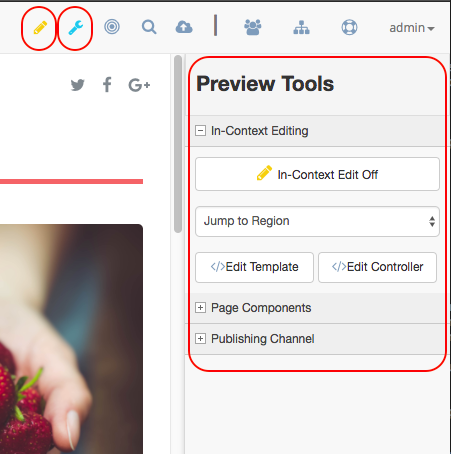 admin
Preview Tools
In-Context Editing
In-Context Edit Off
Jump to Region
</>Edit Template </>Edit Controller
Page Components
Publishing Channel